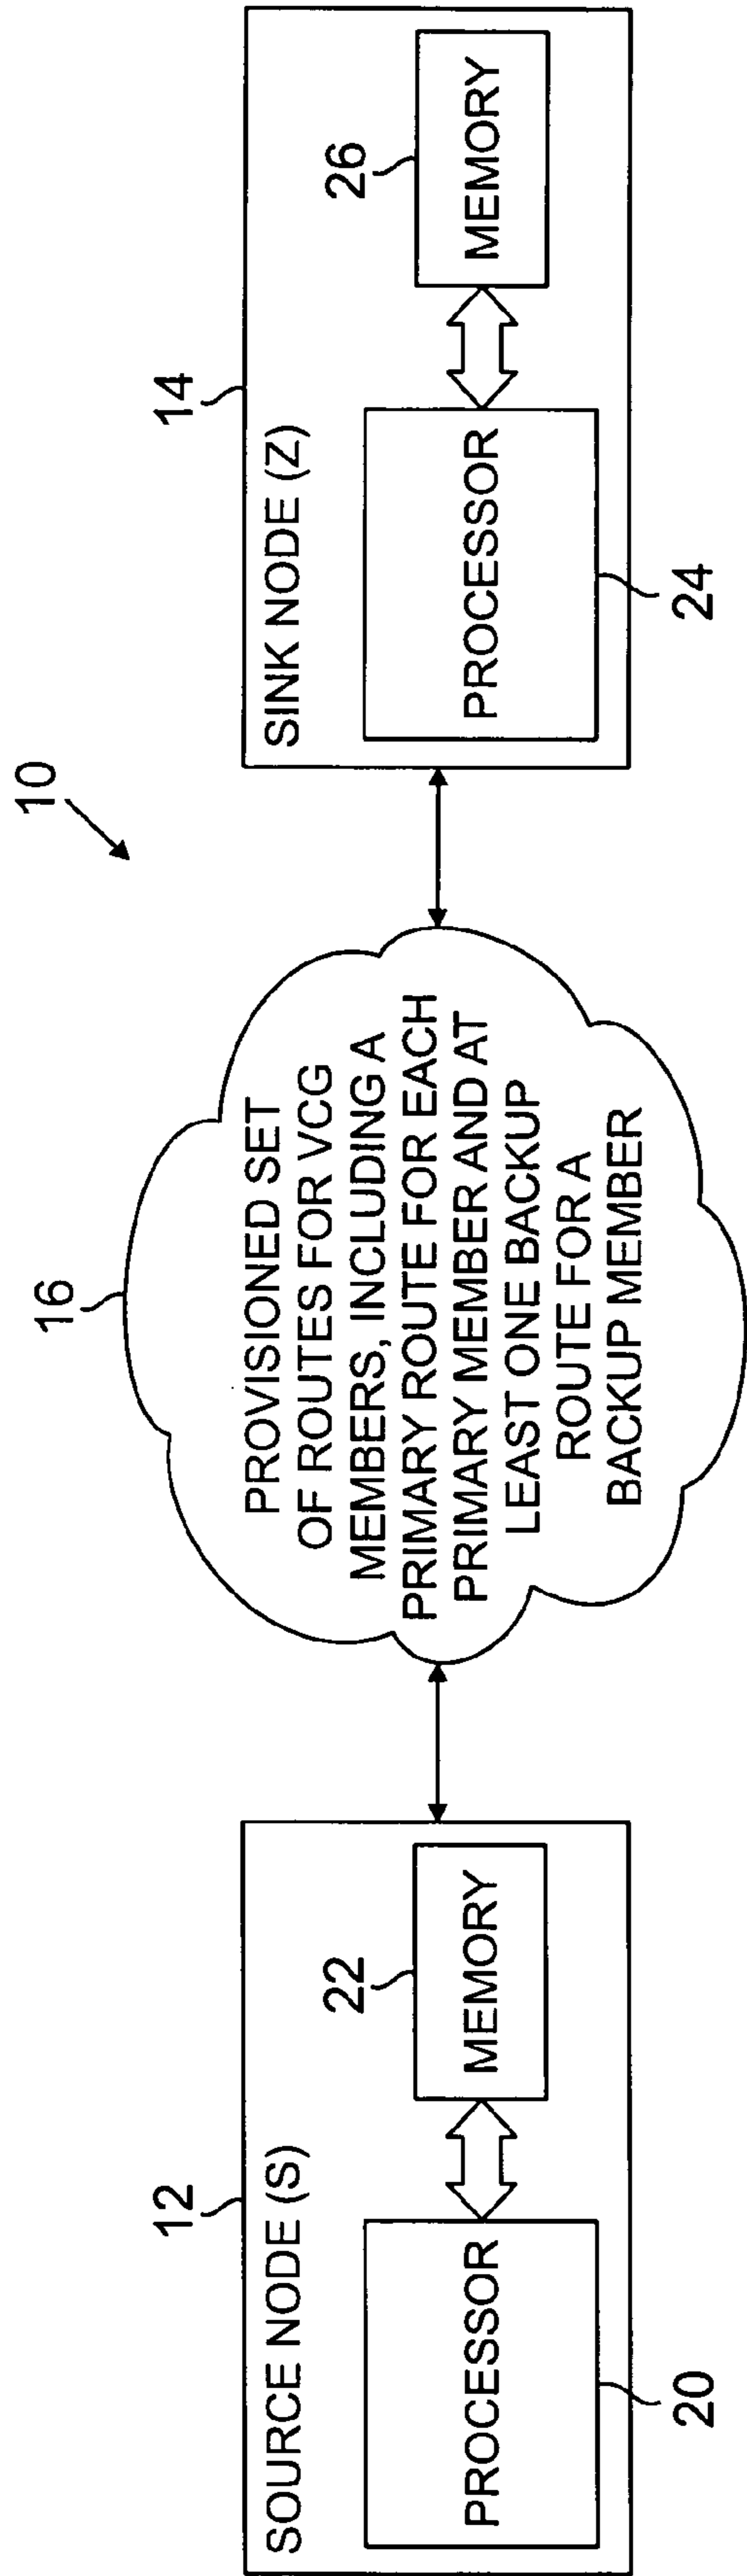 10
12
SOURCE NODE (S)
PROCESSOR
20
MEMORY
22
16
PROVISIONED SET
OF ROUTES FOR VCG
MEMBERS, INCLUDING A
PRIMARY ROUTE FOR EACH
PRIMARY MEMBER AND AT
LEAST ONE BACKUP
ROUTE FOR A
BACKUP MEMBER
14
SINK NODE (Z)
PROCESSOR
24
MEMORY
26